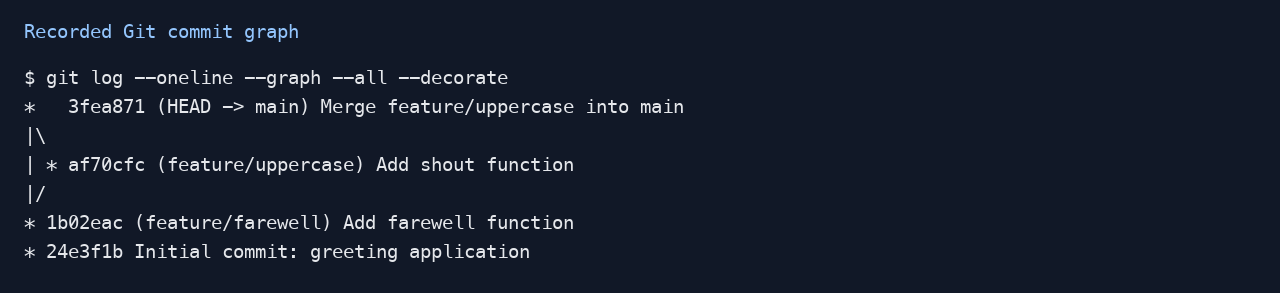 Recorded Git commit graph
$ git log --oneline --graph --all --decorate
*   3fea871 (HEAD -> main) Merge feature/uppercase into main
|\
| * af70cfc (feature/uppercase) Add shout function
|/
* 1b02eac (feature/farewell) Add farewell function
* 24e3f1b Initial commit: greeting application